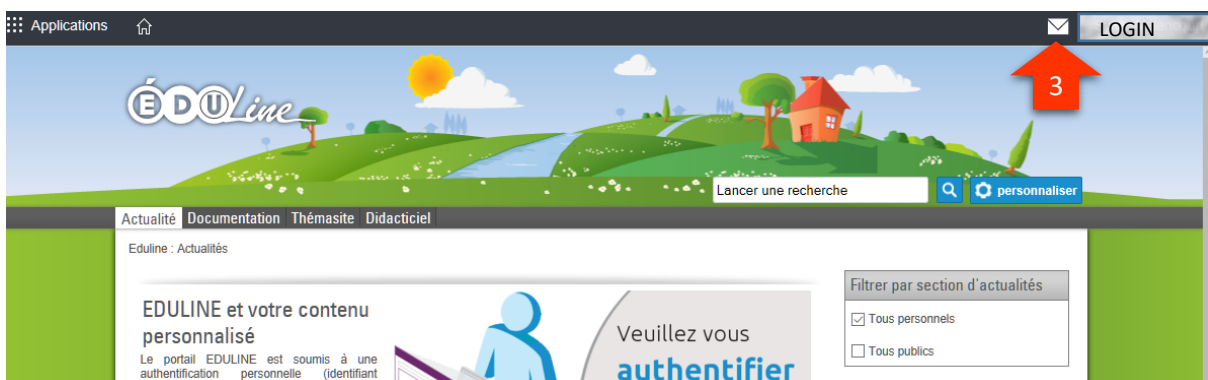 Applications
LOGIN
3
ÉDULine
Lancer une recherche
personnaliser
Actualité Documentation Thémasite Didacticiel
Eduline : Actualités
EDULINE et votre contenu
personnalisé
Le portail EDULINE est soumis à une
authentification personnelle (identifiant
Veuillez vous
authentifier
Filtrer par section d'actualités
Tous personnels
Tous publics